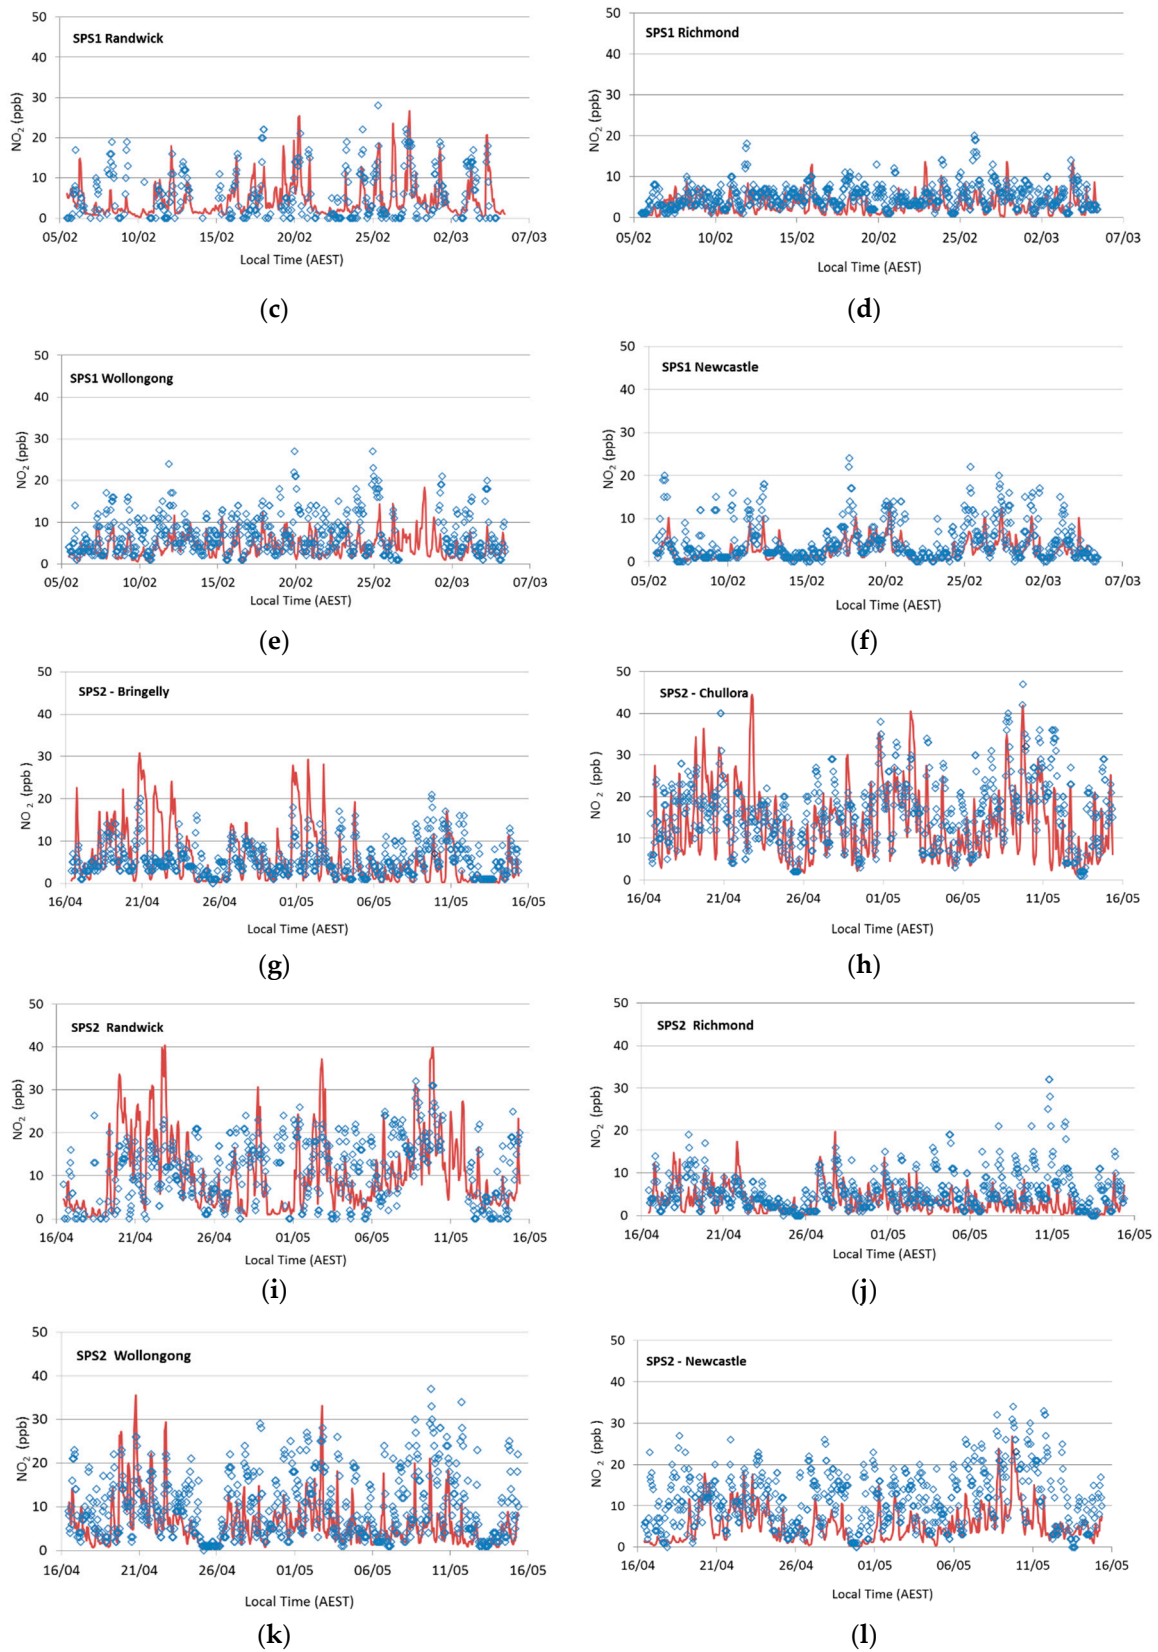 SPS1 Randwick
NO2 (ppb)
50
40
30
20
10
0
05/02 10/02 15/02 20/02 25/02 02/03 07/03
Local Time (AEST)
(c)
SPS1 Richmond
NO2 (ppb)
50
40
30
20
10
0
05/02 10/02 15/02 20/02 25/02 02/03 07/03
Local Time (AEST)
(d)
SPS1 Wollongong
NO2 (ppb)
50
40
30
20
10
0
05/02 10/02 15/02 20/02 25/02 02/03 07/03
Local Time (AEST)
(e)
SPS1 Newcastle
NO2 (ppb)
50
40
30
20
10
0
05/02 10/02 15/02 20/02 25/02 02/03 07/03
Local Time (AEST)
(f)
SPS2 - Bringelly
NO2 (ppb)
50
40
30
20
10
0
16/04 21/04 26/04 01/05 06/05 11/05 16/05
Local Time (AEST)
(g)
SPS2 - Chullora
NO2 (ppb)
50
40
30
20
10
0
16/04 21/04 26/04 01/05 06/05 11/05 16/05
Local Time (AEST)
(h)
SPS2 Randwick
NO2 (ppb)
50
40
30
20
10
0
16/04 21/04 26/04 01/05 06/05 11/05 16/05
Local Time (AEST)
(i)
SPS2 Richmond
NO2 (ppb)
50
40
30
20
10
0
16/04 21/04 26/04 01/05 06/05 11/05 16/05
Local Time (AEST)
(j)
SPS2 Wollongong
NO2 (ppb)
50
40
30
20
10
0
16/04 21/04 26/04 01/05 06/05 11/05 16/05
Local Time (AEST)
(k)
SPS2 - Newcastle
NO2 (ppb)
50
40
30
20
10
0
16/04 21/04 26/04 01/05 06/05 11/05 16/05
Local Time (AEST)
(l)